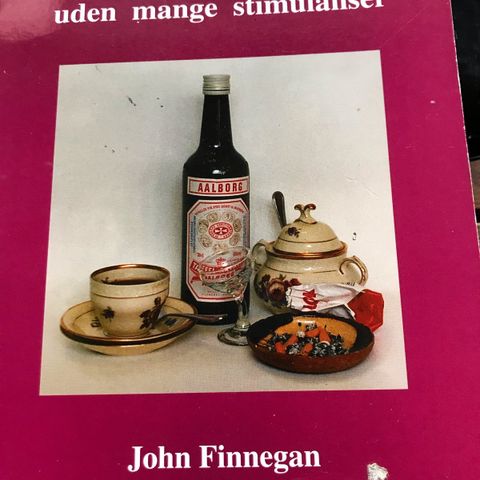 uden mange stimulanser
AALBORG
John Finnegan